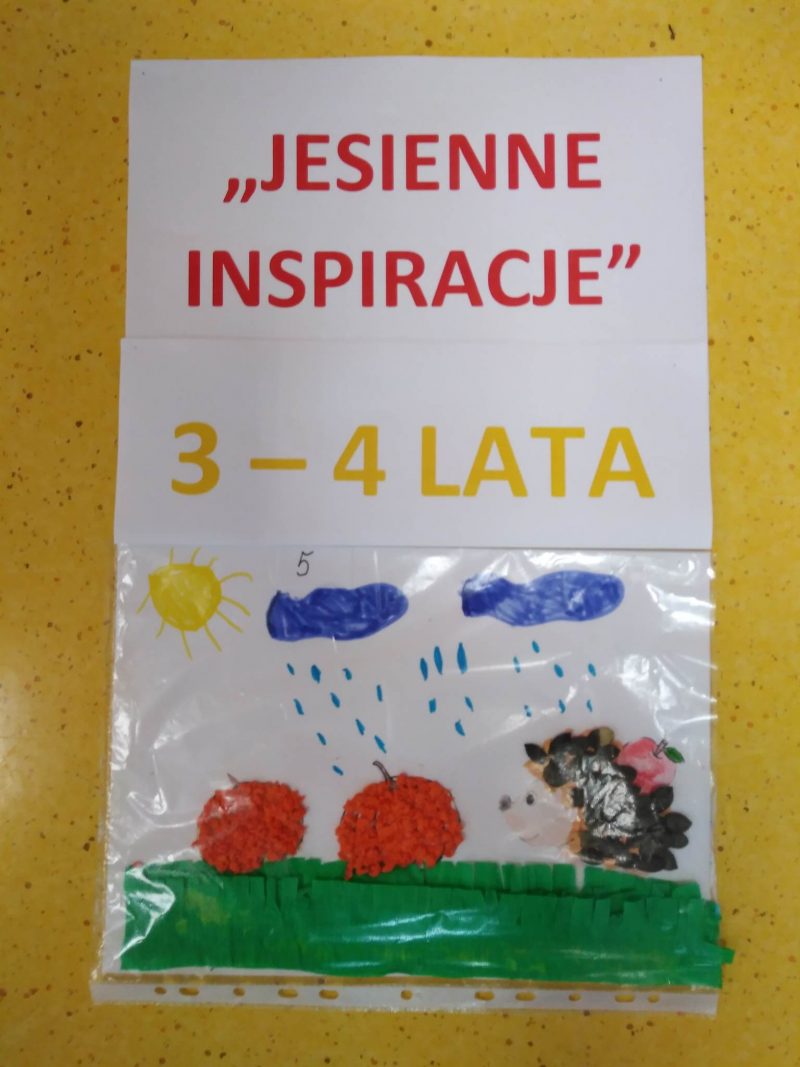 „JESIENNE
INSPIRACJE”
3 – 4 LATA
5